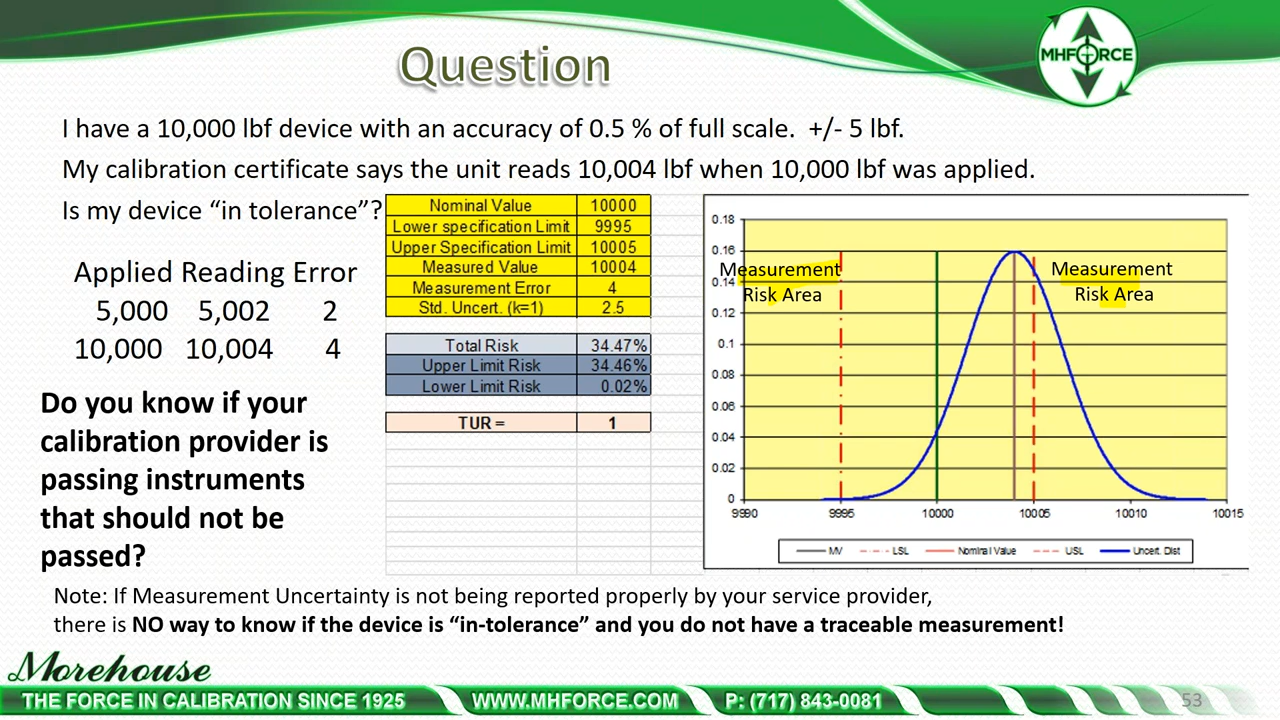 MHFORCE
Question
I have a 10,000 lbf device with an accuracy of 0.5 % of full scale. +/- 5 lbf.
My calibration certificate says the unit reads 10,004 lbf when 10,000 lbf was applied.
Is my device “in tolerance”?
Applied Reading Error
5,000 5,002 2
10,000 10,004 4
Do you know if your
calibration provider is
passing instruments
that should not be
passed?
Nominal Value 10000
Lower specification Limit 9995
Upper Specification Limit 10005
Measured Value 10004
Measurement Error 4
Std. Uncert. (k=1) 2.5
Total Risk 34.47%
Upper Limit Risk 34.46%
Lower Limit Risk 0.02%
TUR = 1
0.18
0.16
0.14
0.12
0.1
0.08
0.06
0.04
0.02
0
Measurement
Risk Area
Measurement
Risk Area
9990 9995 10000 10005 10010 10015
MV LSL Nominal Value USL Uncert. Dist
Note: If Measurement Uncertainty is not being reported properly by your service provider,
there is NO way to know if the device is “in-tolerance” and you do not have a traceable measurement!
Morehouse
THE FORCE IN CALIBRATION SINCE 1925 WWW.MHFORCE.COM P: (717) 843-0081 53